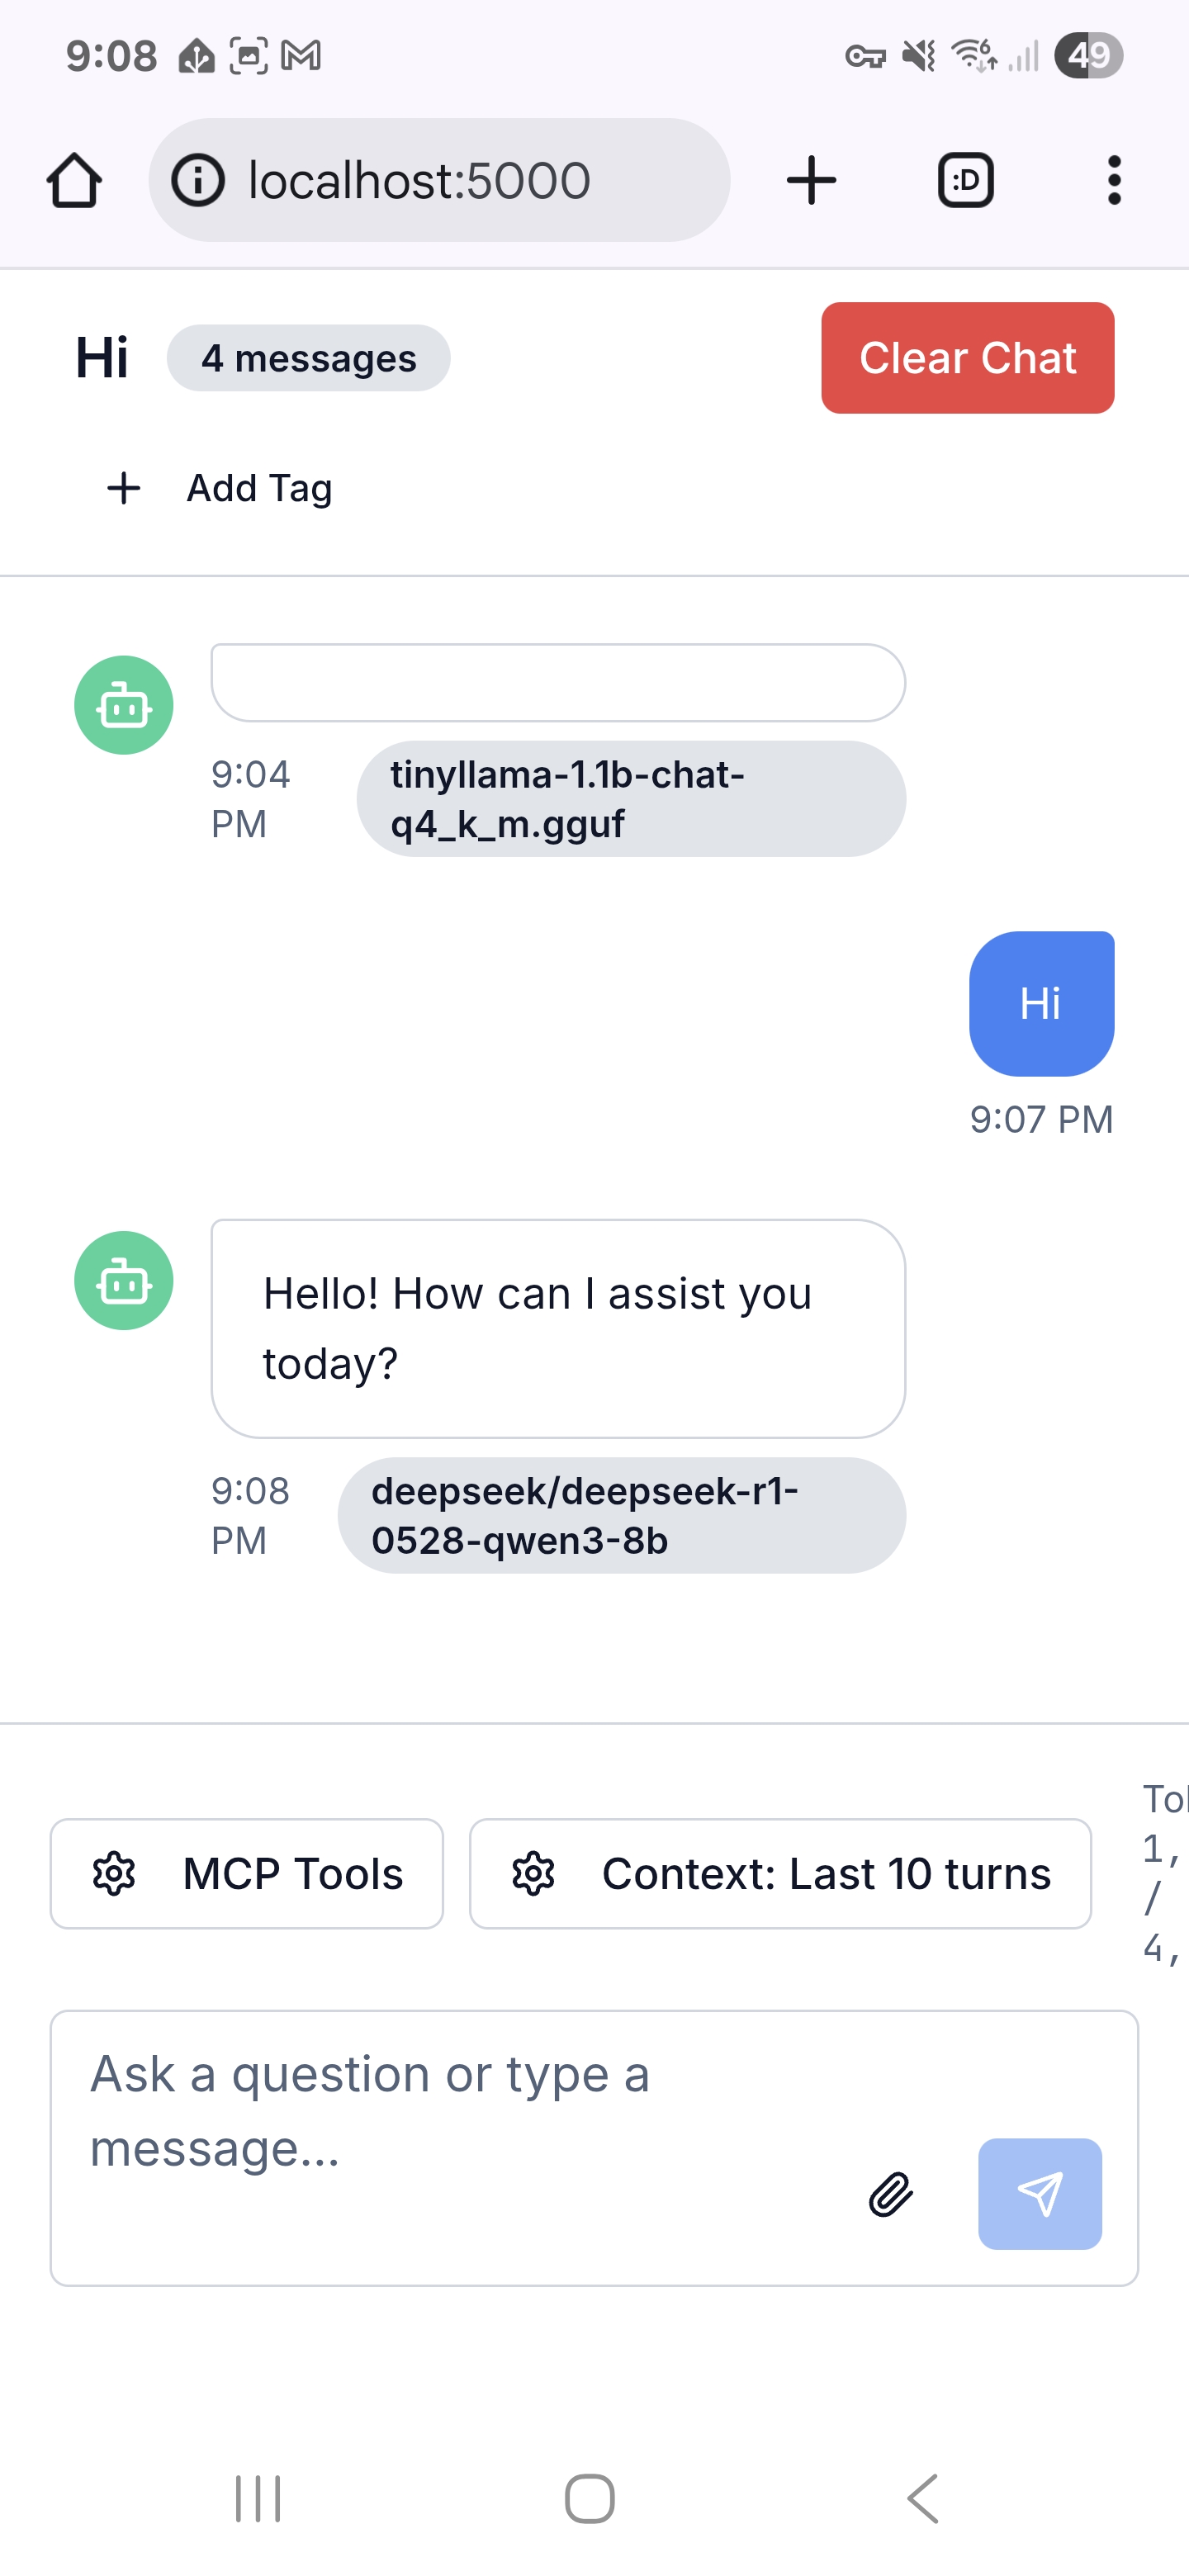 9:08
6
49
localhost:5000
:D
Hi
4 messages
Clear Chat
+ Add Tag
9:04
PM
tinyllama-1.1b-chat-
q4_k_m.gguf
Hi
9:07 PM
Hello! How can I assist you
today?
9:08
PM
deepseek/deepseek-r1-
0528-qwen3-8b
MCP Tools
Context: Last 10 turns
1,
/
4,
Ask a question or type a
message...